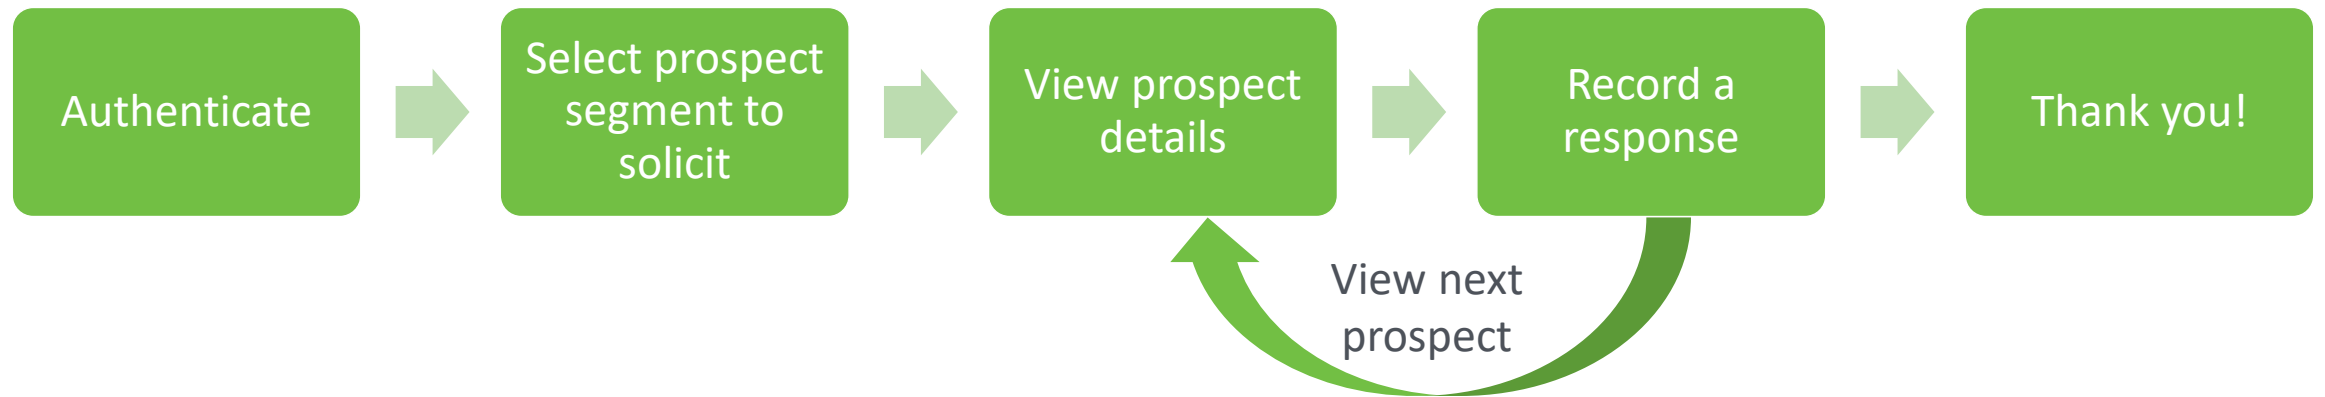 Authenticate
Select prospect
segment to
solicit
View prospect
details
Record a
response
Thank you!
View next
prospect